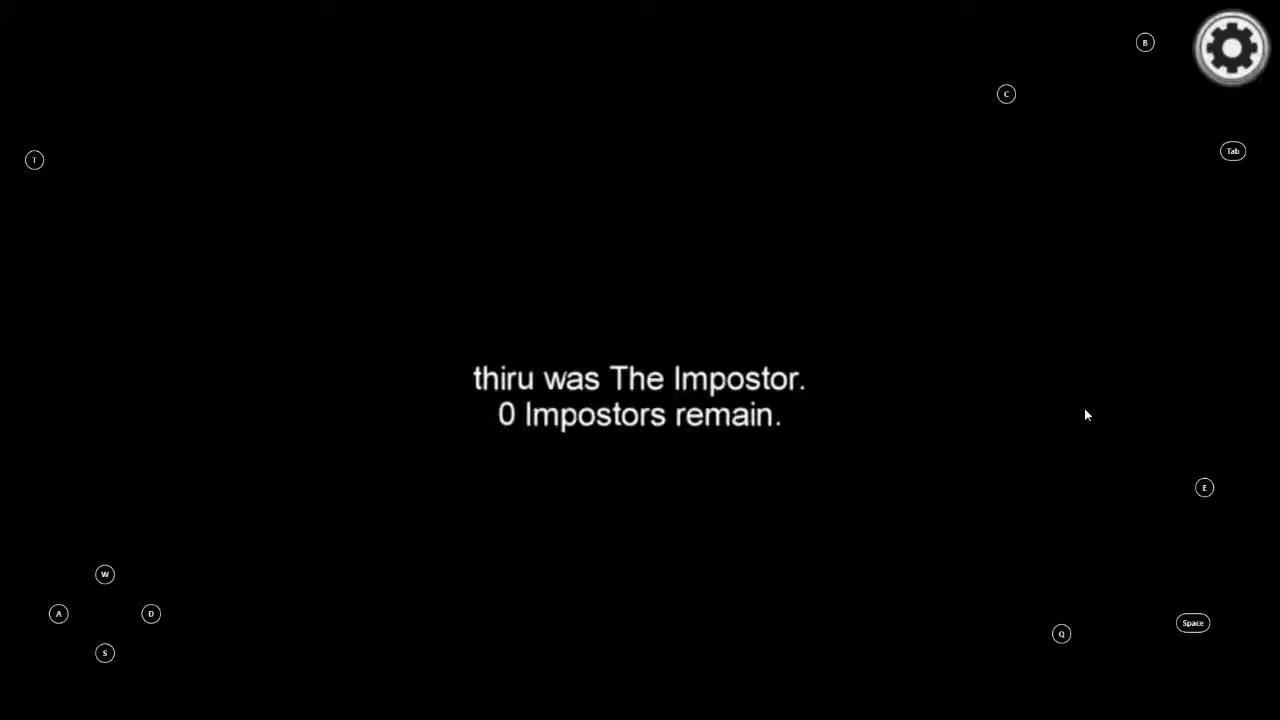 B
C
T
Tab
thiru was The Impostor.
0 Impostors remain.
E
W
A D
Space
Q
S